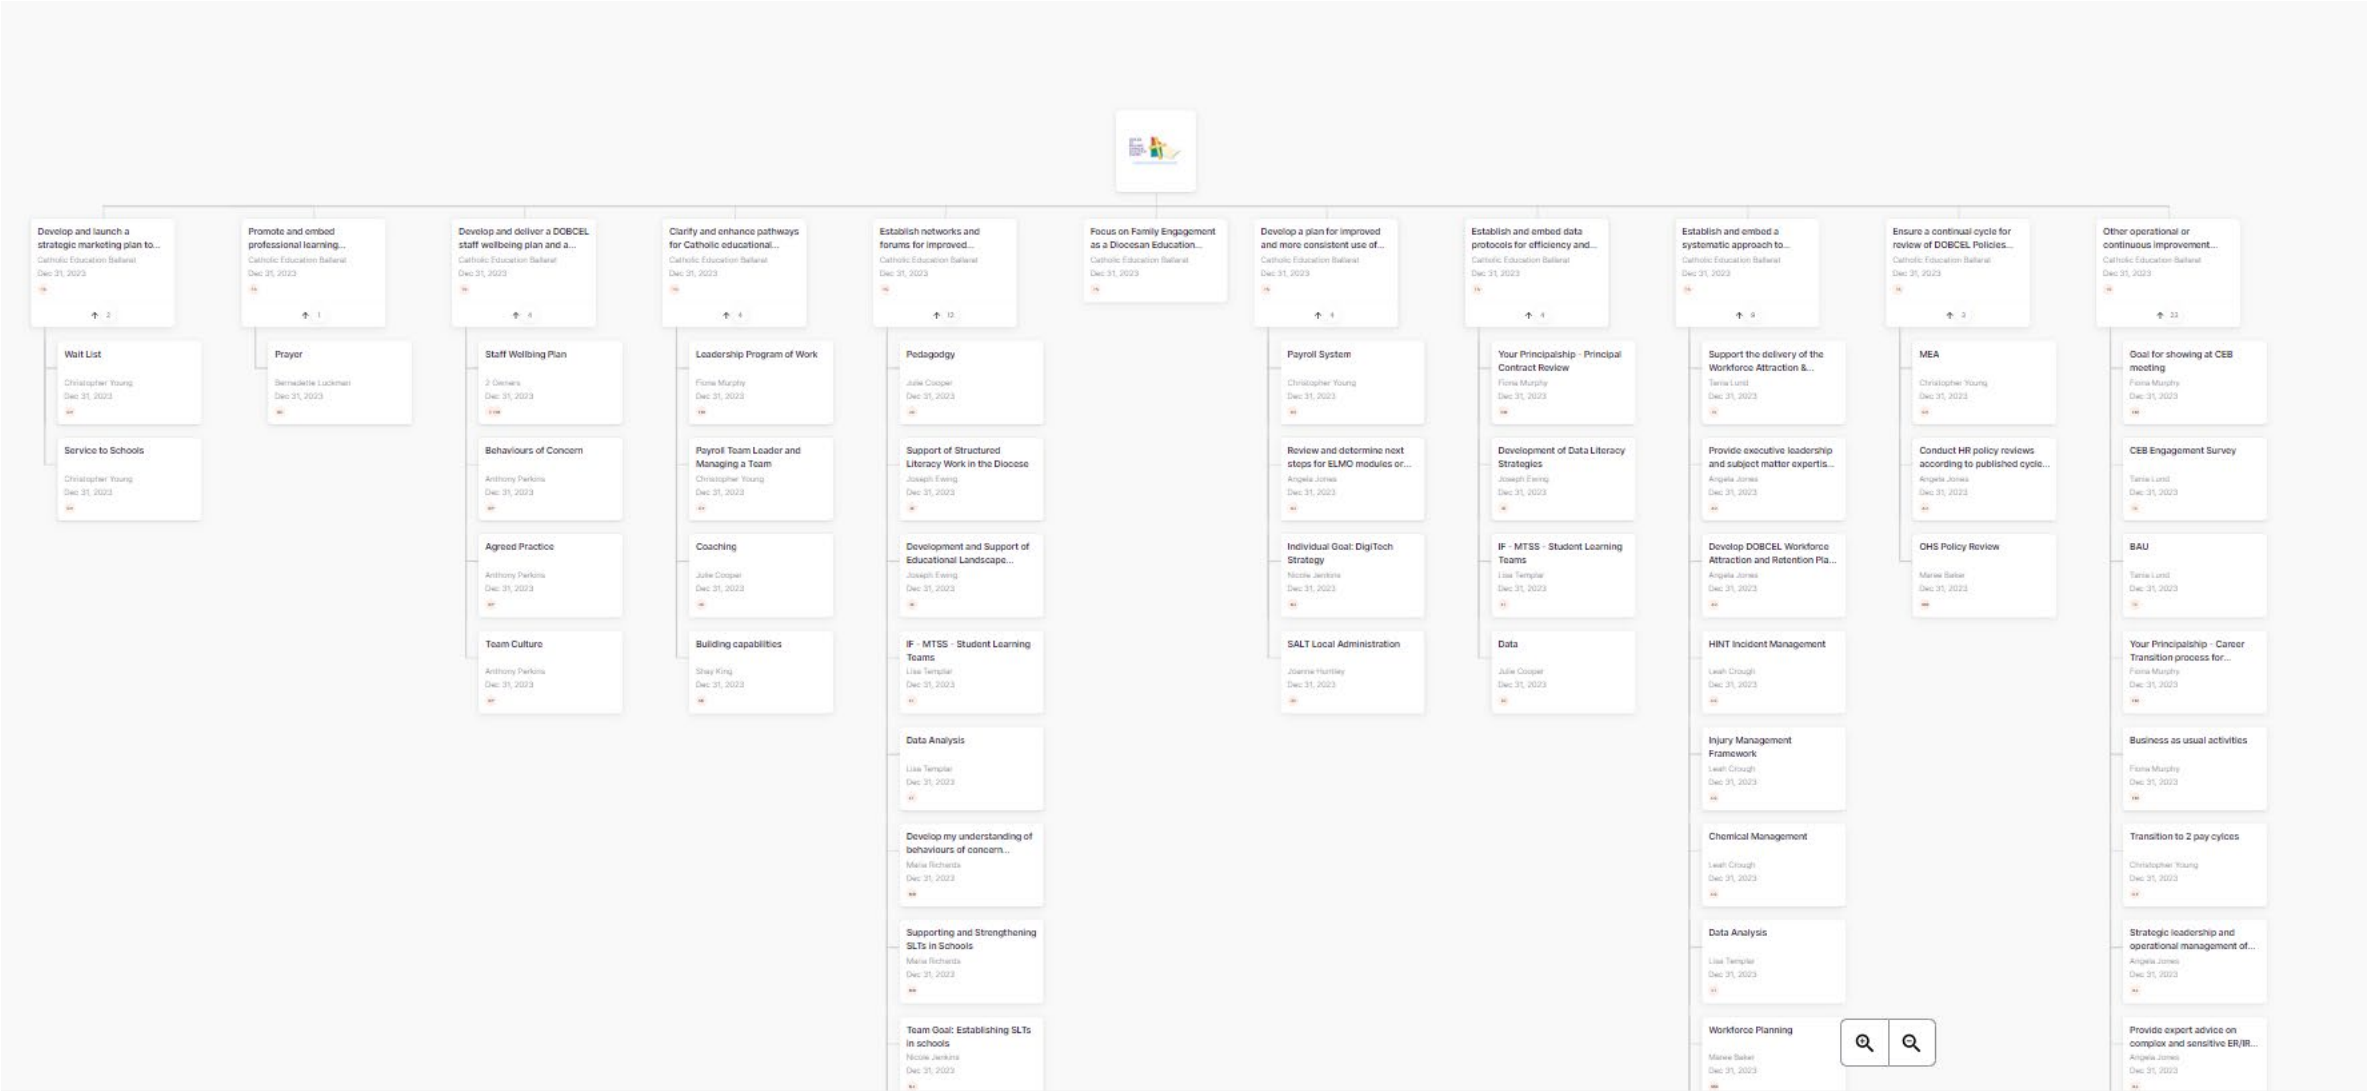 Develop and launch a
strategic marketing plan to...
Catholic Education Ballarat
Dec 31, 2023
2
Wait List
Christopher Young
Dec 31, 2023
Service to Schools
Christopher Young
Dec 31, 2023
Promote and embed
professional learning...
Catholic Education Ballarat
Dec 31, 2023
1
Prayer
Bernadette Luckman
Dec 31, 2023
Develop and deliver a DOBCEL
staff wellbeing plan and a...
Catholic Education Ballarat
Dec 31, 2023
4
Staff Wellbing Plan
2 Owners
Dec 31, 2023
Behaviours of Concern
Anthony Perkins
Dec 31, 2023
Agreed Practice
Anthony Perkins
Dec 31, 2023
Team Culture
Anthony Perkins
Dec 31, 2023
Clarify and enhance pathways
for Catholic educational...
Catholic Education Ballarat
Dec 31, 2023
4
Leadership Program of Work
Fiona Murphy
Dec 31, 2023
Payroll Team Leader and
Managing a Team
Christopher Young
Dec 31, 2023
Coaching
Julie Cooper
Dec 31, 2023
Building capabilities
Shay King
Dec 31, 2023
Establish networks and
forums for improved...
Catholic Education Ballarat
Dec 31, 2023
12
Pedagodgy
Julie Cooper
Dec 31, 2023
Support of Structured
Literacy Work in the Diocese
Joseph Ewing
Dec 31, 2023
Development and Support of
Educational Landscape...
Joseph Ewing
Dec 31, 2023
IF - MTSS - Student Learning
Teams
Lisa Templar
Dec 31, 2023
Data Analysis
Lisa Templar
Dec 31, 2023
Develop my understanding of
behaviours of concern...
Maria Richards
Dec 31, 2023
Supporting and Strengthening
SLTs in Schools
Maria Richards
Dec 31, 2023
Team Goal: Establishing SLTs
in schools
Nicole Jenkins
Dec 31, 2023
Focus on Family Engagement
as a Diocesan Education...
Catholic Education Ballarat
Dec 31, 2023
Develop a plan for improved
and more consistent use of...
Catholic Education Ballarat
Dec 31, 2023
4
Payroll System
Christopher Young
Dec 31, 2023
Review and determine next
steps for ELMO modules or...
Angela Jones
Dec 31, 2023
Individual Goal: DigiTech
Strategy
Nicole Jenkins
Dec 31, 2023
SALT Local Administration
Joanne Huntley
Dec 31, 2023
Establish and embed data
protocols for efficiency and...
Catholic Education Ballarat
Dec 31, 2023
4
Your Principalship - Principal
Contract Review
Fiona Murphy
Dec 31, 2023
Development of Data Literacy
Strategies
Joseph Ewing
Dec 31, 2023
IF - MTSS - Student Learning
Teams
Lisa Templar
Dec 31, 2023
Data
Julie Cooper
Dec 31, 2023
Establish and embed a
systematic approach to...
Catholic Education Ballarat
Dec 31, 2023
Support the delivery of the
Workforce Attraction &...
Tania Lund
Dec 31, 2023
Provide executive leadership
and subject matter expertis...
Angela Jones
Dec 31, 2023
Develop DOBCEL Workforce
Attraction and Retention Pla...
Angela Jones
Dec 31, 2023
HINT Incident Management
Leah Crough
Dec 31, 2023
Injury Management
Framework
Leah Crough
Dec 31, 2023
Chemical Management
Leah Crough
Dec 31, 2023
Data Analysis
Lisa Templar
Dec 31, 2023
Workforce Planning
Maree Baker
Dec 31, 2023
Ensure a continual cycle for
review of DOBCEL Policies...
Catholic Education Ballarat
Dec 31, 2023
3
MEA
Christopher Young
Dec 31, 2023
Conduct HR policy reviews
according to published cycle...
Angela Jones
Dec 31, 2023
OHS Policy Review
Maree Baker
Dec 31, 2023
Other operational or
continuous improvement...
Catholic Education Ballarat
Dec 31, 2023
Goal for showing at CEB
meeting
Fiona Murphy
Dec 31, 2023
CEB Engagement Survey
Tania Lund
Dec 31, 2023
BAU
Tania Lund
Dec 31, 2023
Your Principalship - Career
Transition process for...
Fiona Murphy
Dec 31, 2023
Business as usual activities
Fiona Murphy
Dec 31, 2023
Transition to 2 pay cylces
Christopher Young
Dec 31, 2023
Strategic leadership and
operational management of...
Angela Jones
Dec 31, 2023
Provide expert advice on
complex and sensitive ER/IR...
Angela Jones
Dec 31, 2023